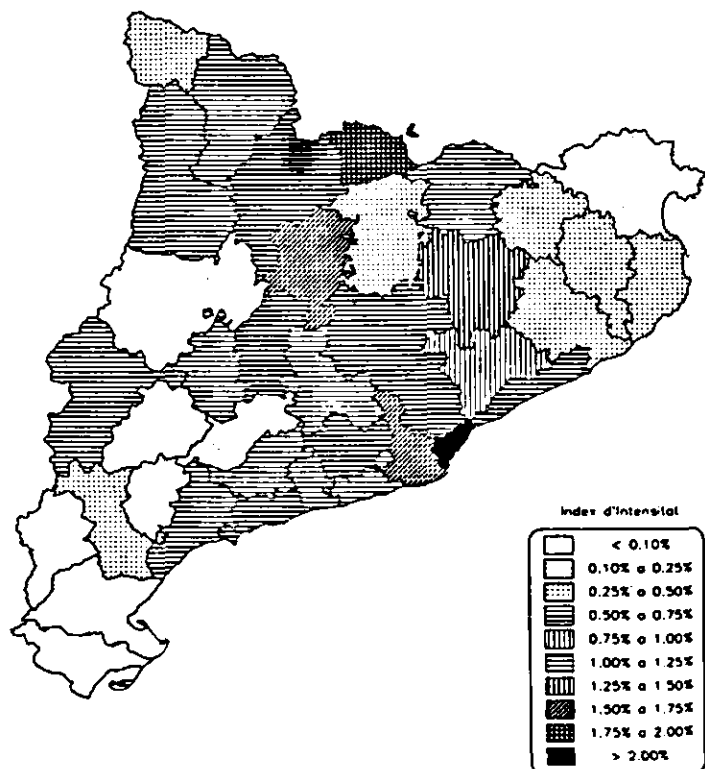 Index d'Intensitat
< 0.10%
0.10% a 0.25%
0.25% a 0.50%
0.50% a 0.75%
0.75% a 1.00%
1.00% a 1.25%
1.25% a 1.50%
1.50% a 1.75%
1.75% a 2.00%
> 2.00%